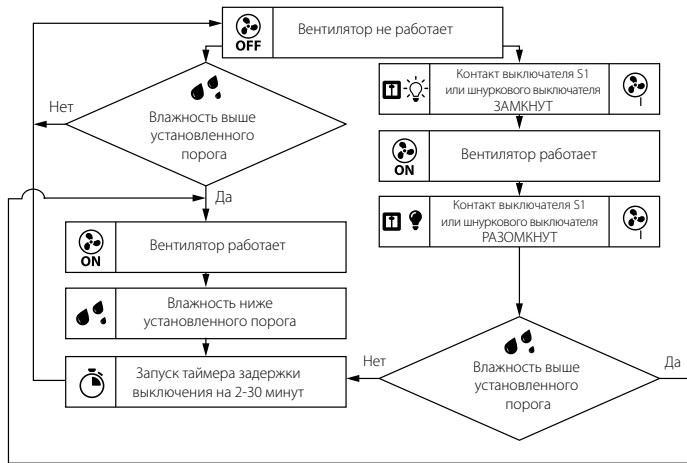 OFF
Вентилятор не работает
Влажность выше
установленного
порога
Нет
Да
ON
Вентилятор работает
Влажность ниже
установленного порога
Запуск таймера задержки
выключения на 2-30 минут
Контакт выключателя S1
или шнуркового выключателя
ЗАМКНУТ
ON
Вентилятор работает
Контакт выключателя S1
или шнуркового выключателя
РАЗОМКНУТ
Нет
Влажность выше
установленного
порога
Да